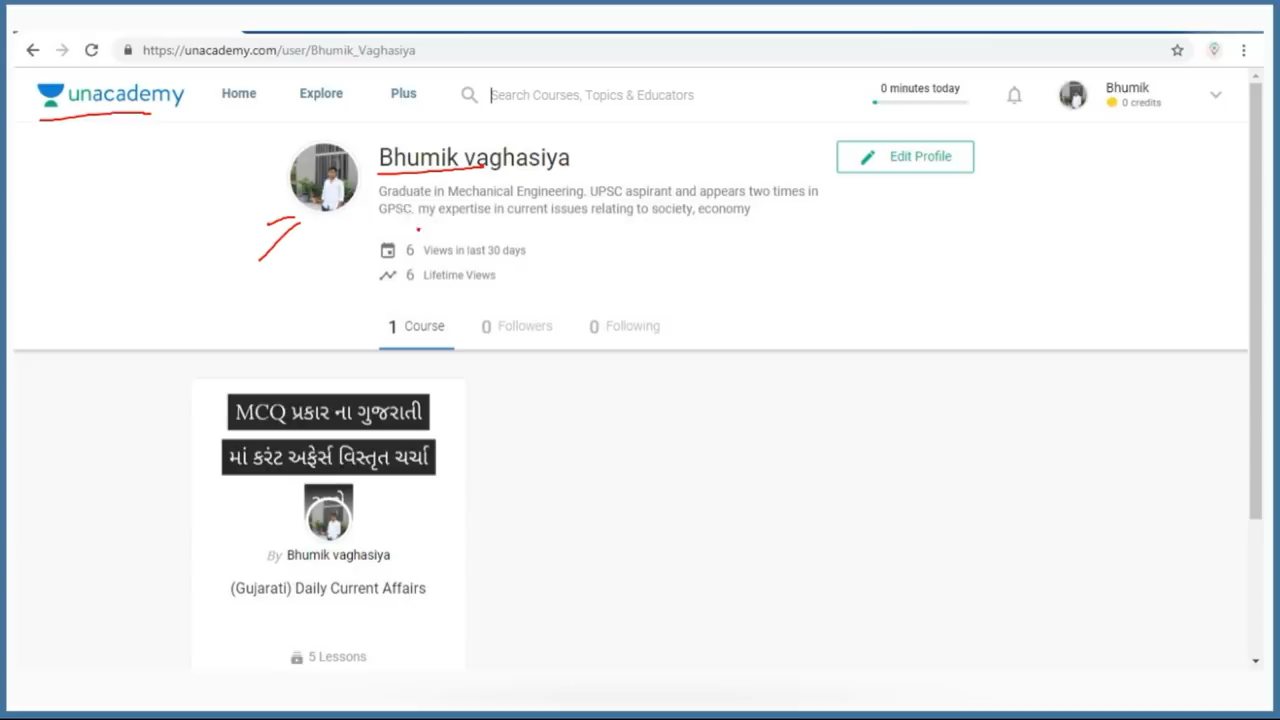 https://unacademy.com/user/Bhumik_Vaghasiya
unacademy Home Explore Plus Search Courses, Topics & Educators 0 minutes today Bhumik
0 credits
Bhumik vaghasiya Edit Profile
Graduate in Mechanical Engineering. UPSC aspirant and appears two times in
GPSC. my expertise in current issues relating to society, economy
6 Views in last 30 days
6 Lifetime Views
1 Course 0 Followers 0 Following
MCQ પ્રકાર ના ગુજરાતી
માં કરંટ અફેર્સ વિસ્તૃત ચર્ચા
By Bhumik vaghasiya
(Gujarati) Daily Current Affairs
5 Lessons